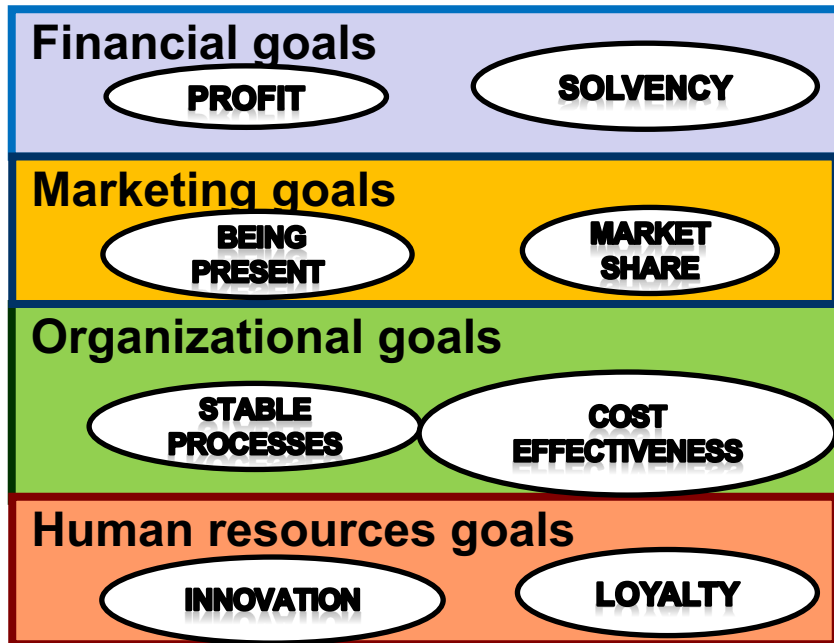 Financial goals
PROFIT
SOLVENCY
Marketing goals
BEING
PRESENT
MARKET
SHARE
Organizational goals
STABLE
PROCESSES
COST
EFFECTIVENESS
Human resources goals
INNOVATION
LOYALTY